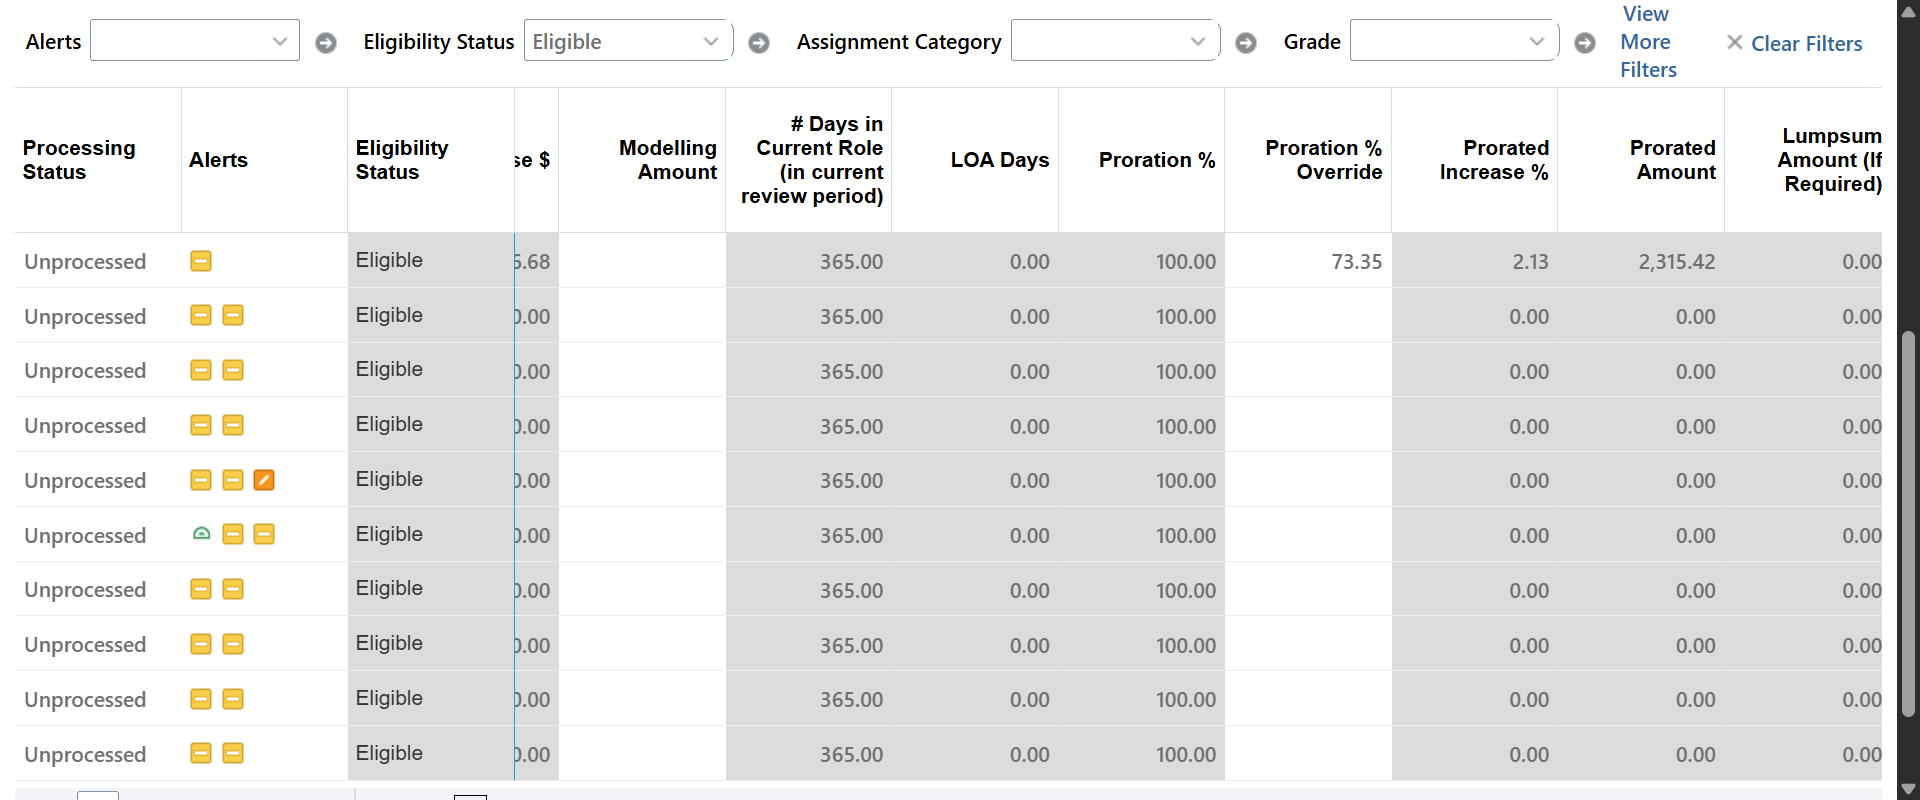 Alerts Eligibility Status Eligible Assignment Category Grade View More Filters Clear Filters
Processing Status Alerts Eligibility Status se $ Modelling Amount # Days in Current Role (in current review period) LOA Days Proration % Proration % Override Prorated Increase % Prorated Amount Lumpsum Amount (If Required)
Unprocessed Eligible 6.68 365.00 0.00 100.00 73.35 2.13 2,315.42 0.00
Unprocessed Eligible 0.00 365.00 0.00 100.00 0.00 0.00 0.00
Unprocessed Eligible 0.00 365.00 0.00 100.00 0.00 0.00 0.00
Unprocessed Eligible 0.00 365.00 0.00 100.00 0.00 0.00 0.00
Unprocessed Eligible 0.00 365.00 0.00 100.00 0.00 0.00 0.00
Unprocessed Eligible 0.00 365.00 0.00 100.00 0.00 0.00 0.00
Unprocessed Eligible 0.00 365.00 0.00 100.00 0.00 0.00 0.00
Unprocessed Eligible 0.00 365.00 0.00 100.00 0.00 0.00 0.00
Unprocessed Eligible 0.00 365.00 0.00 100.00 0.00 0.00 0.00
Unprocessed Eligible 0.00 365.00 0.00 100.00 0.00 0.00 0.00